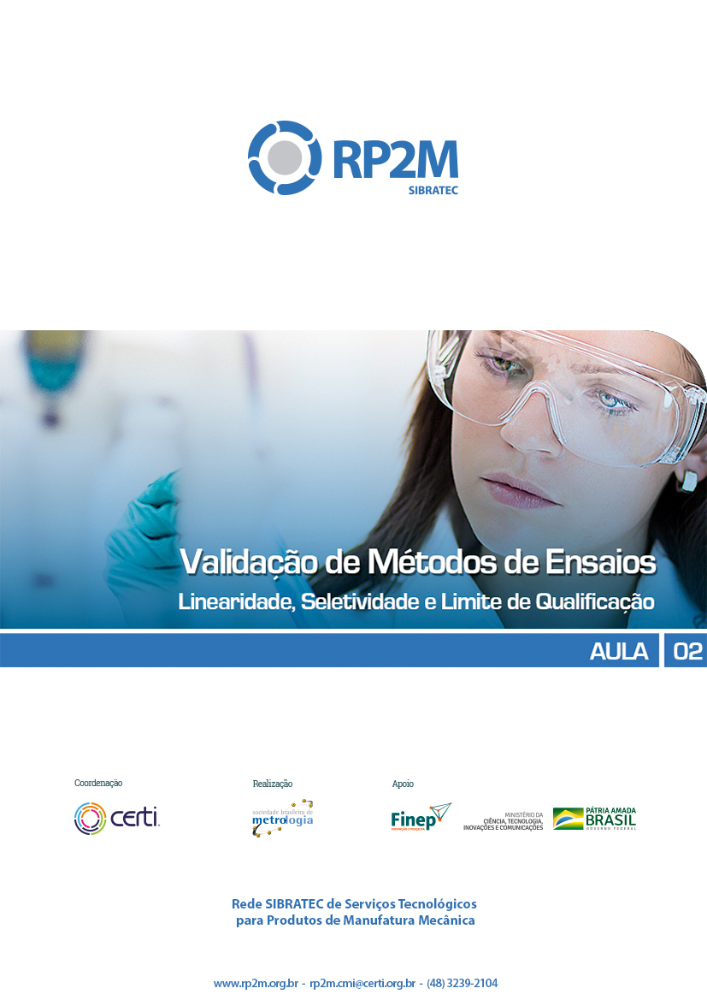 RP2M
SIBRATEC
Validação de Métodos de Ensaios
Linearidade, Seletividade e Limite de Qualificação
AULA 02
Coordenação
Realização
Apoio
certi
sociedade brasileira de
metrologia
Finep
INOVAÇÃO E PESQUISA
MINISTÉRIO DA
CIÊNCIA, TECNOLOGIA,
INOVAÇÕES E COMUNICAÇÕES
PÁTRIA AMADA
BRASIL
GOVERNO FEDERAL
Rede SIBRATEC de Serviços Tecnológicos
para Produtos de Manufatura Mecânica
www.rp2m.org.br - rp2m.cmi@certi.org.br - (48) 3239-2104